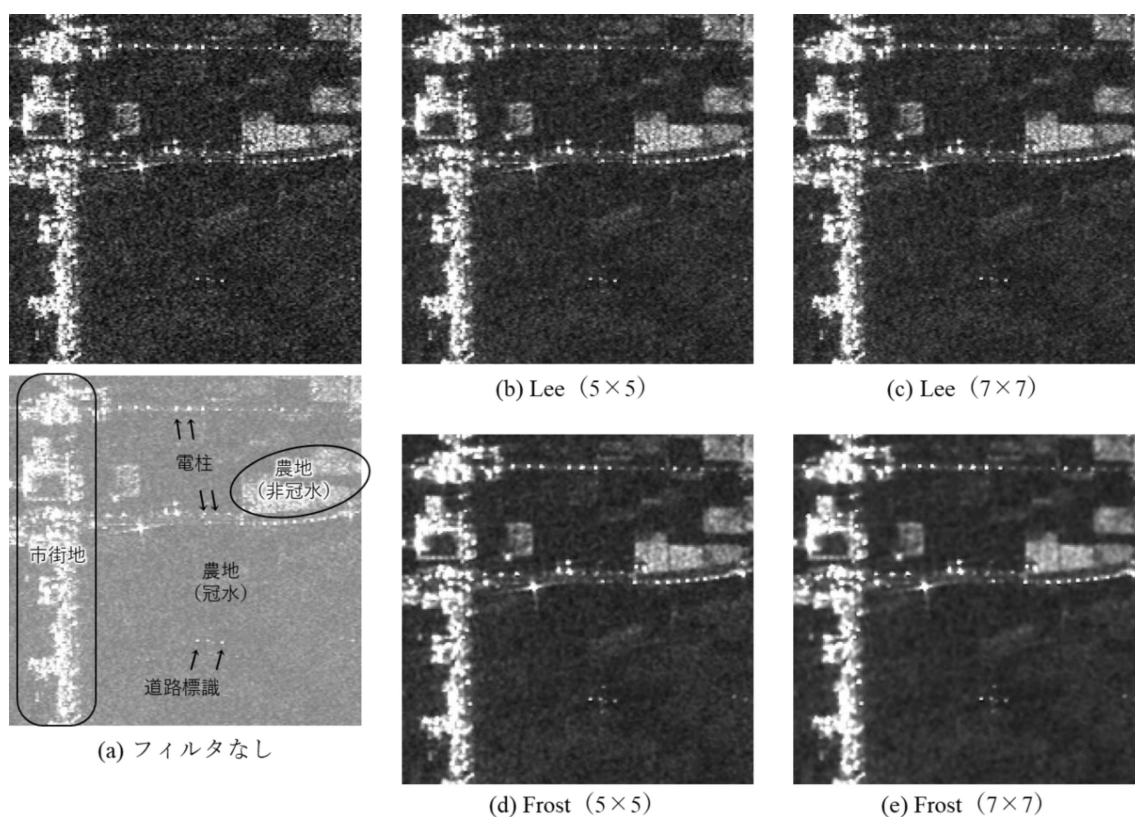 電柱
農地
(非冠水)
市街地
農地
(冠水)
道路標識
(a) フィルタなし
(b) Lee（5×5）
(c) Lee（7×7）
(d) Frost（5×5）
(e) Frost（7×7）